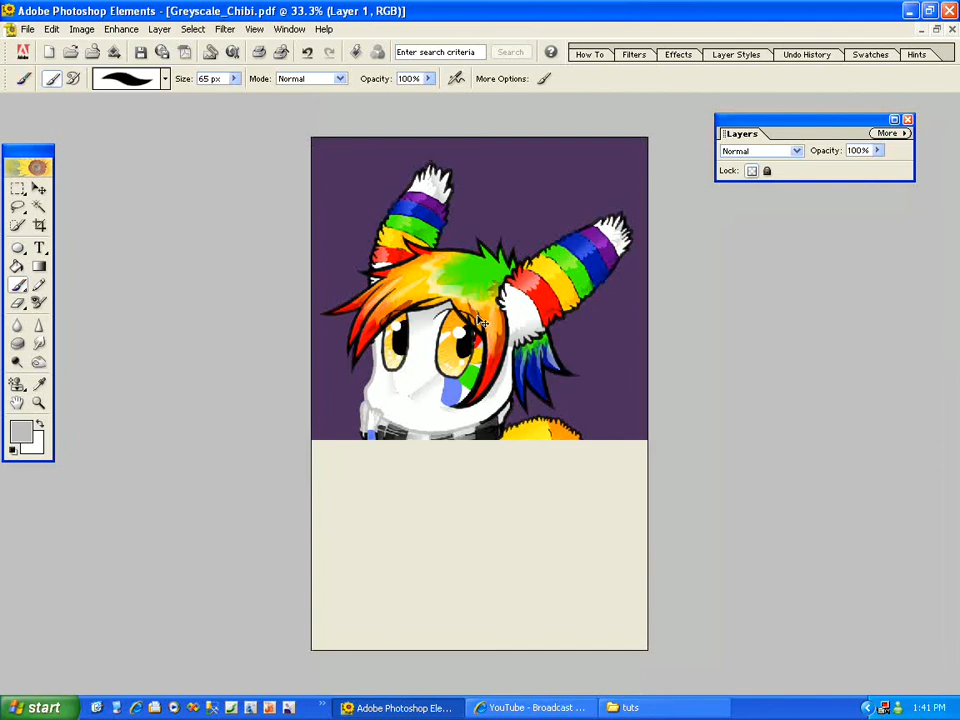 Adobe Photoshop Elements - [Greyscale_Chibi.pdf @ 33.3% (Layer 1, RGB)]
File Edit Image Enhance Layer Select Filter View Window Help
Enter search criteria Search How To Filters Effects Layer Styles Undo History Swatches Hints
Size: 65 px Mode: Normal Opacity: 100% More Options:
Layers More
Normal Opacity: 100%
Lock:
T
start Adobe Photoshop Ele... YouTube - Broadcast ... tuts 1:41 PM